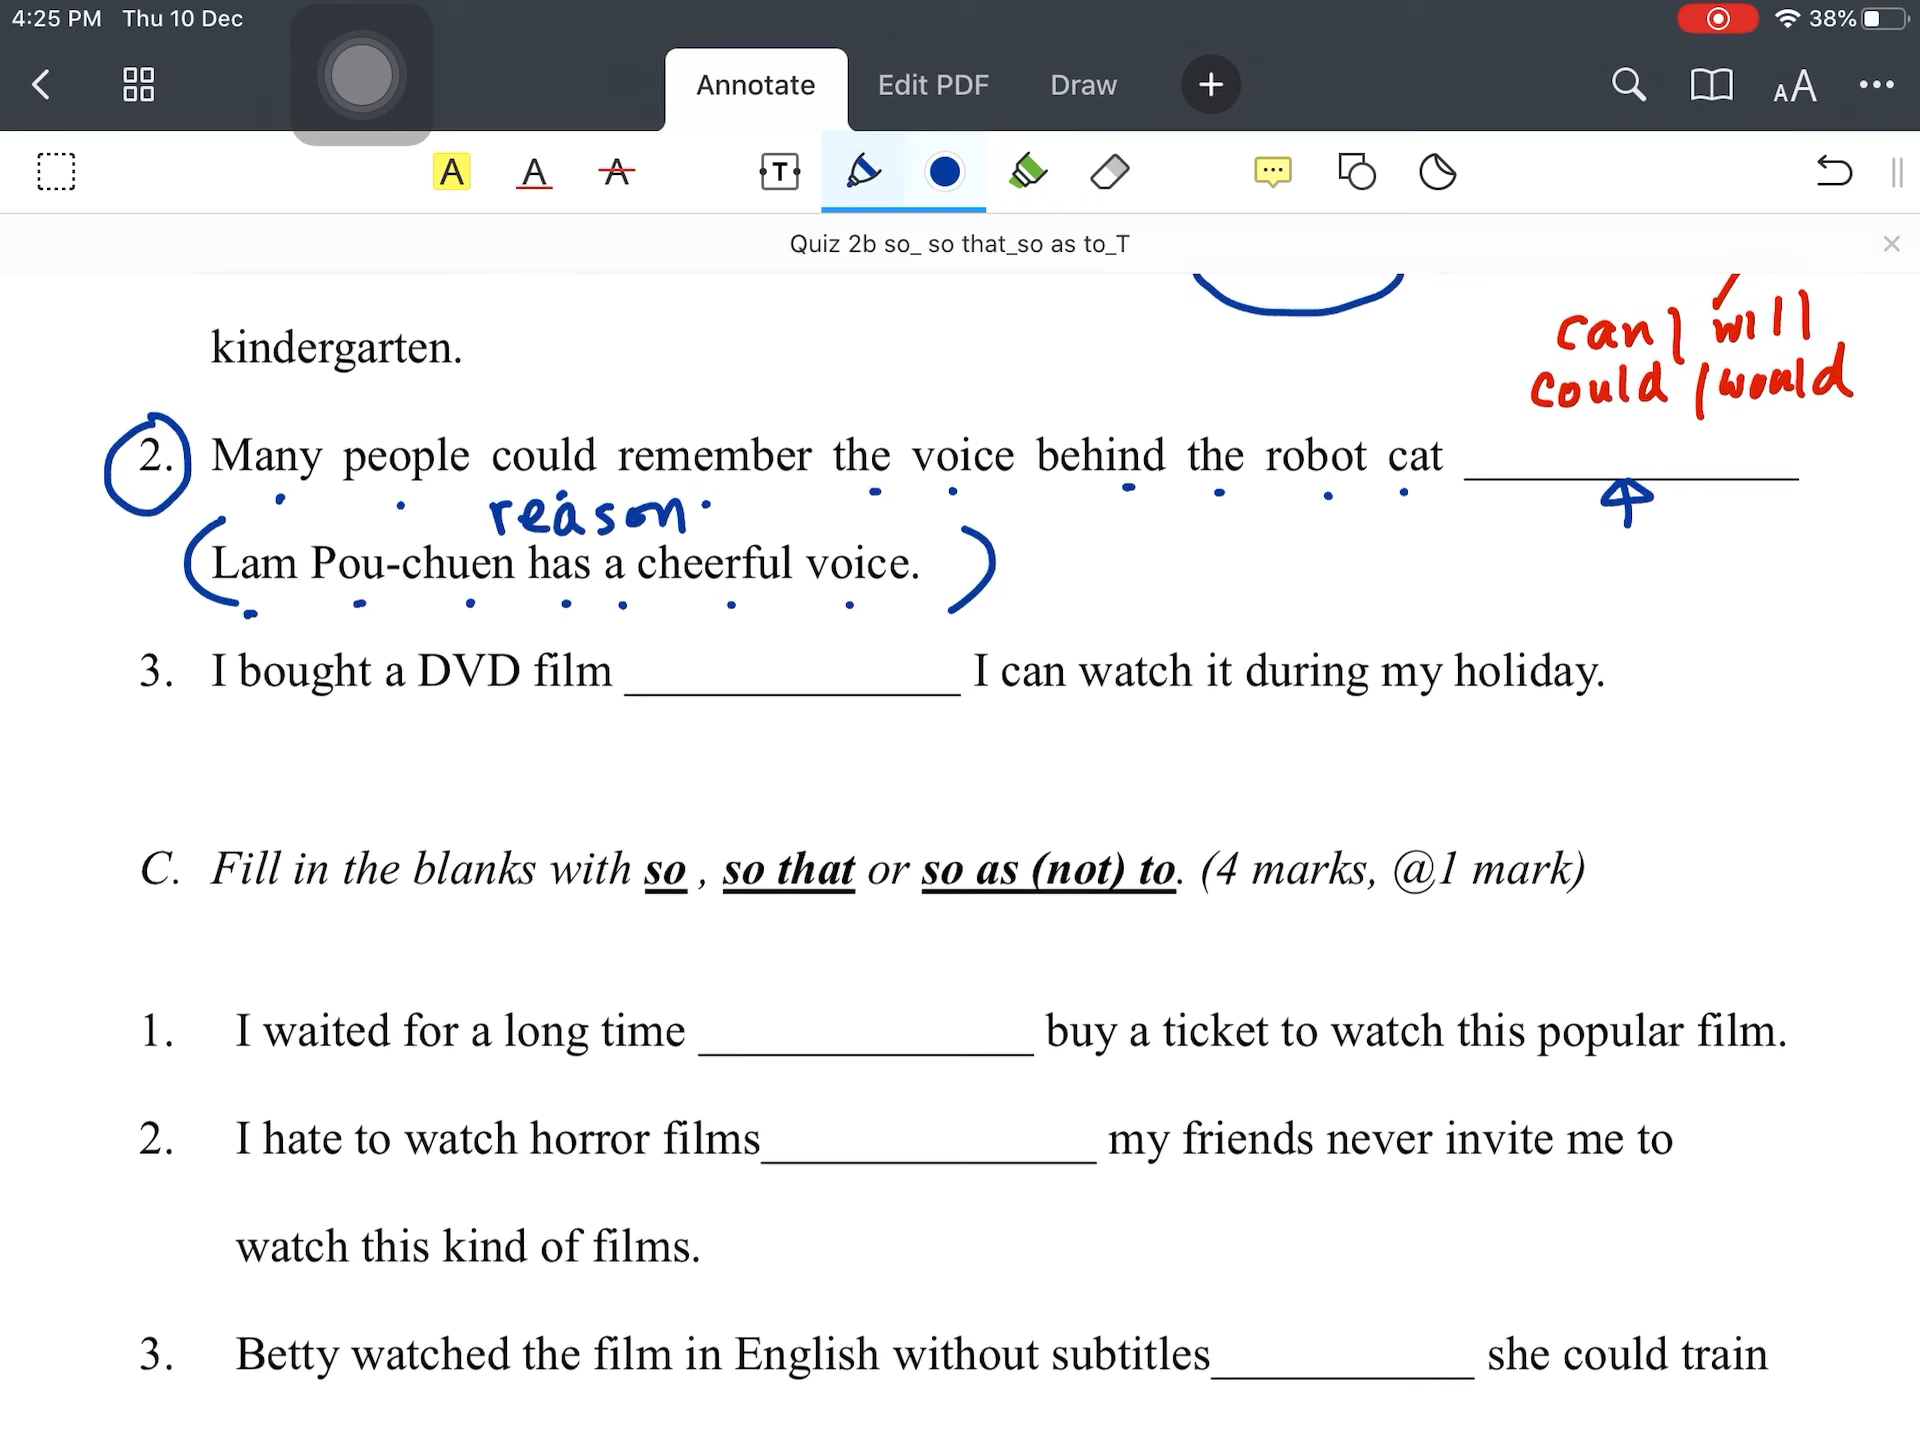 4:25 PM Thu 10 Dec 38%
Annotate Edit PDF Draw
A A A T
AA
Quiz 2b so_ so that_so as to_T
can / will
kindergarten.
could / would
2. Many people could remember the voice behind the robot cat ____________
reason
Lam Pou-chuen has a cheerful voice.
3. I bought a DVD film ____________ I can watch it during my holiday.
C. Fill in the blanks with so , so that or so as (not) to. (4 marks, @1 mark)
1. I waited for a long time ____________ buy a ticket to watch this popular film.
2. I hate to watch horror films____________ my friends never invite me to
watch this kind of films.
3. Betty watched the film in English without subtitles__________ she could train